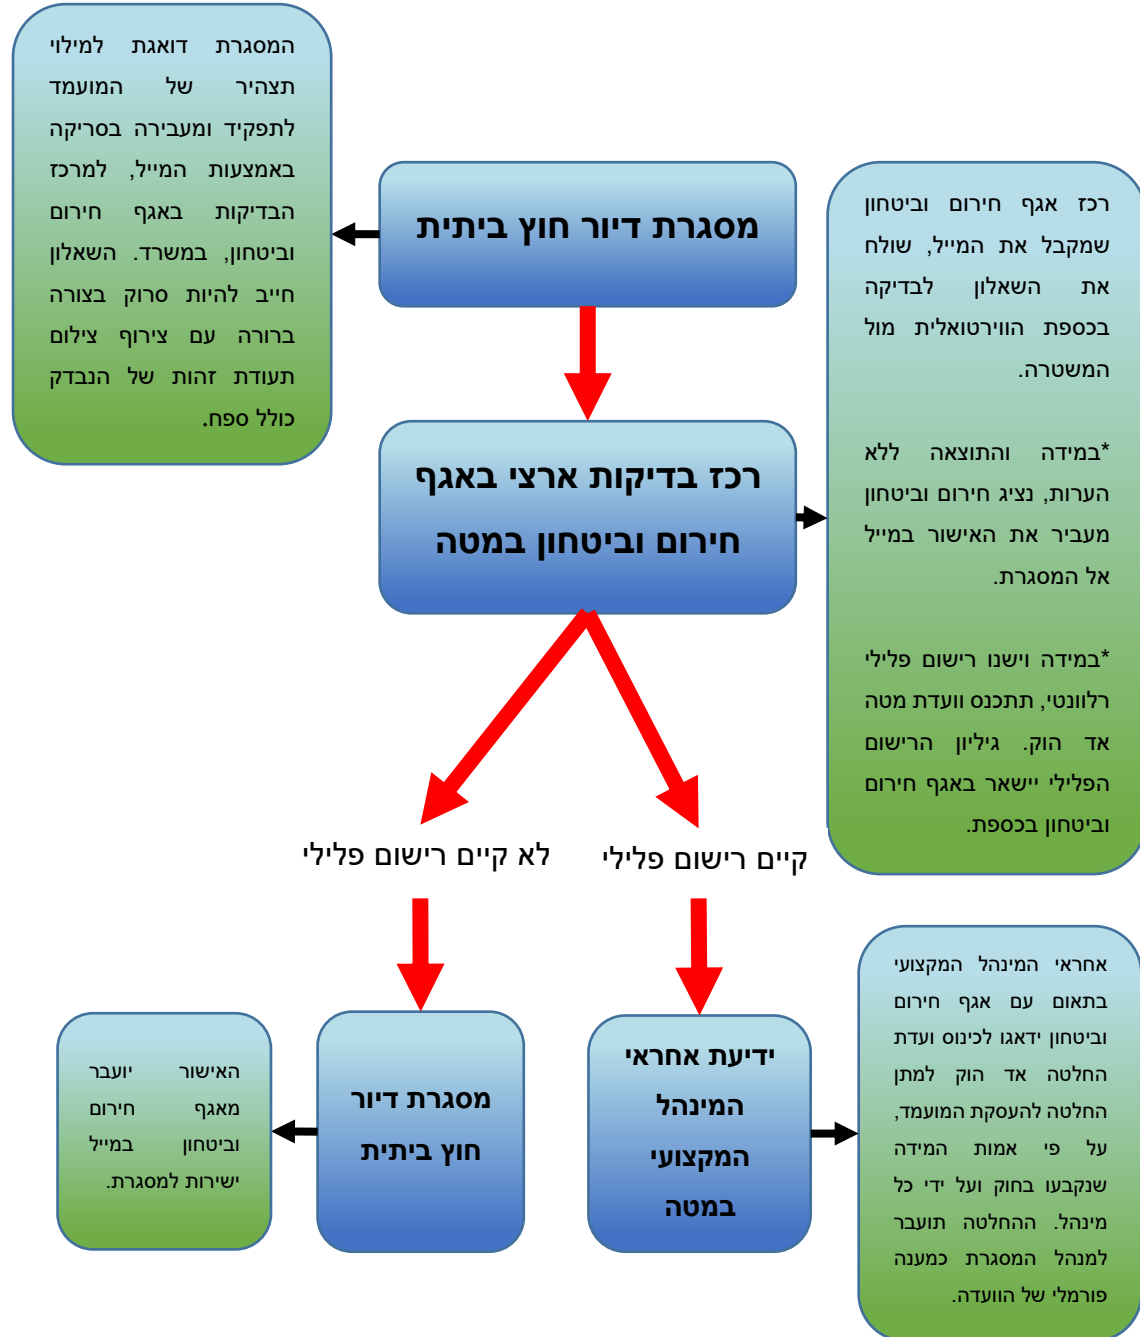 המסגרת דואגת למילוי
תצהיר של המועמד
לתפקיד ומעבירה בסריקה
באמצעות המייל, למרכז
הבדיקות באגף חירום
וביטחון, במשרד. השאלון
חייב להיות סרוק בצורה
ברורה עם צירוף צילום
תעודת זהות של הנבדק
כולל ספח.
מסגרת דיור חוץ ביתית
רכז אגף חירום וביטחון
שמקבל את המייל, שולח
את השאלון לבדיקה
בכספת הווירטואלית מול
המשטרה.
*במידה והתוצאה ללא
הערות, נציג חירום וביטחון
מעביר את האישור במייל
אל המסגרת.
*במידה וישנו רישום פלילי
רלוונטי, תתכנס וועדת מטה
אד הוק. גיליון הרישום
הפלילי יישאר באגף חירום
וביטחון בכספת.
רכז בדיקות ארצי באגף
חירום וביטחון במטה
קיים רישום פלילי
לא קיים רישום פלילי
אחראי המינהל המקצועי
בתאום עם אגף חירום
וביטחון ידאגו לכינוס ועדת
החלטה אד הוק למתן
החלטה להעסקת המועמד,
על פי אמות המידה
שנקבעו בחוק ועל ידי כל
מינהל. ההחלטה תועבר
למנהל המסגרת כמענה
פורמלי של הוועדה.
ידיעת אחראי
המינהל
המקצועי
במטה
מסגרת דיור
חוץ ביתית
האישור יועבר
מאגף חירום
וביטחון במייל
ישירות למסגרת.